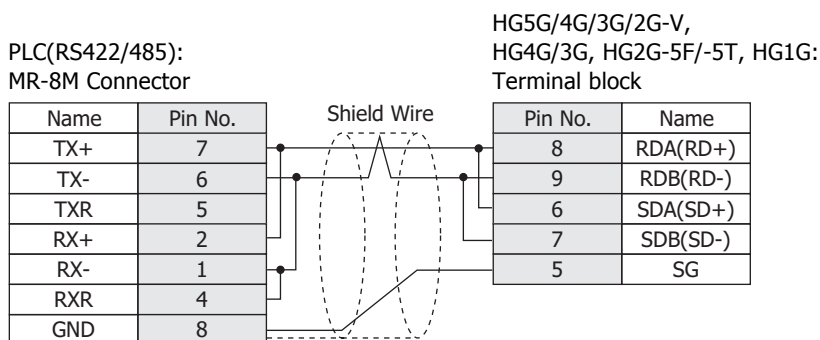 HG5G/4G/3G/2G-V,
PLC(RS422/485): HG4G/3G, HG2G-5F/-5T, HG1G:
MR-8M Connector Terminal block
Name Pin No. Shield Wire Pin No. Name
TX+ 7 8 RDA(RD+)
TX- 6 9 RDB(RD-)
TXR 5 6 SDA(SD+)
RX+ 2 7 SDB(SD-)
RX- 1 5 SG
RXR 4
GND 8